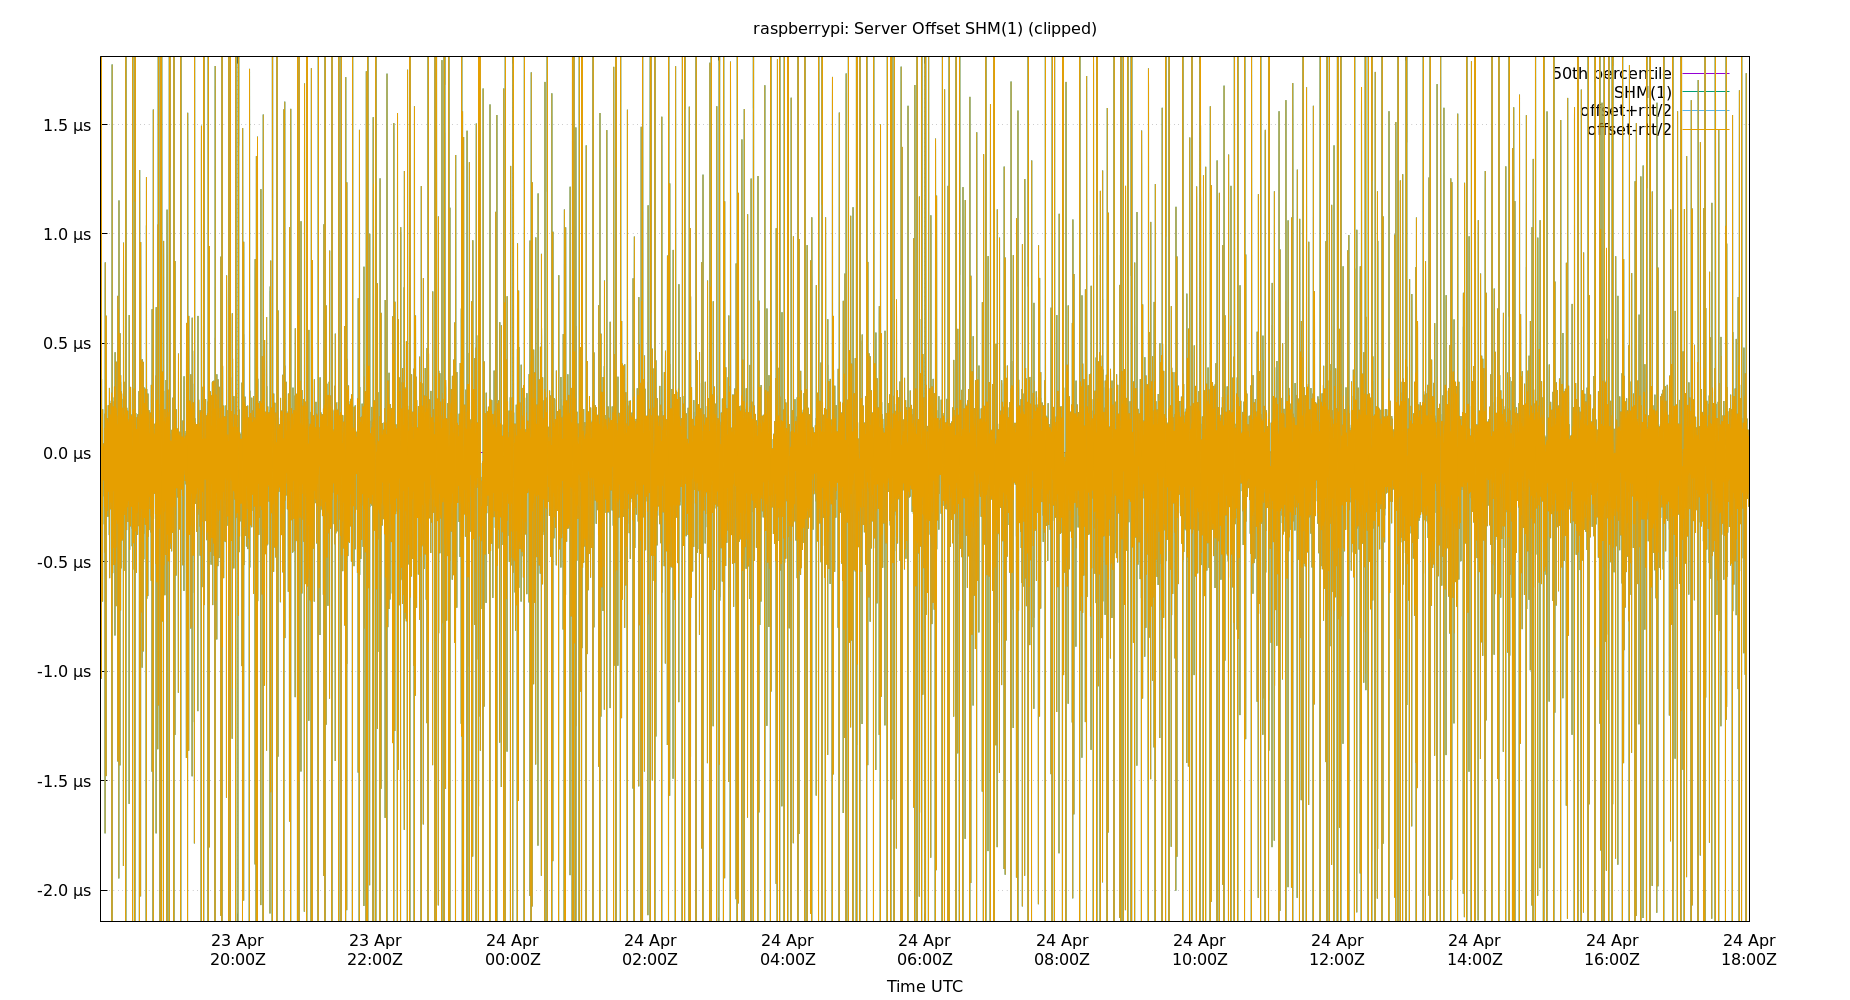 raspberrypi: Server Offset SHM(1) (clipped)
50th percentile
SHM(1)
offset+rtt/2
offset-rtt/2
1.5 µs
1.0 µs
0.5 µs
0.0 µs
-0.5 µs
-1.0 µs
-1.5 µs
-2.0 µs
23 Apr 23 Apr 24 Apr 24 Apr 24 Apr 24 Apr 24 Apr 24 Apr 24 Apr 24 Apr 24 Apr 24 Apr
20:00Z 22:00Z 00:00Z 02:00Z 04:00Z 06:00Z 08:00Z 10:00Z 12:00Z 14:00Z 16:00Z 18:00Z
Time UTC